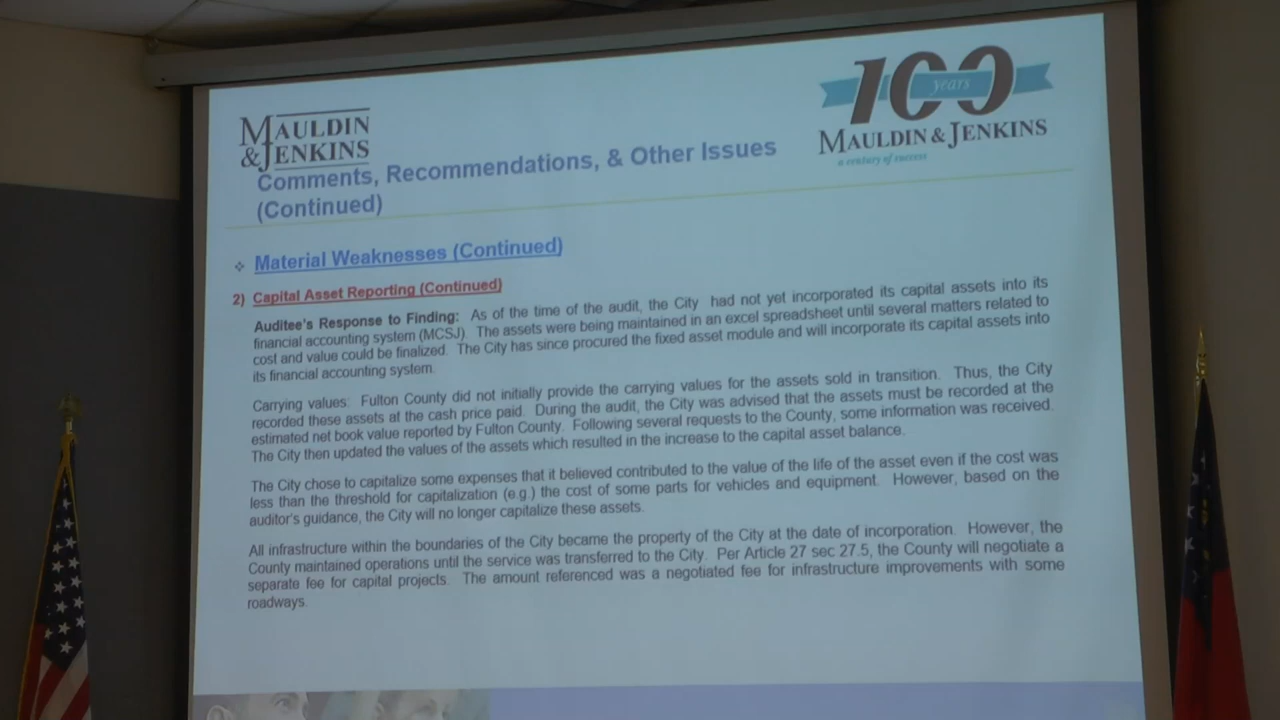 MAULDIN
& JENKINS
100
years
MAULDIN & JENKINS
a century of success
Comments, Recommendations, & Other Issues
(Continued)
Material Weaknesses (Continued)
2) Capital Asset Reporting (Continued)
Auditee's Response to Finding: As of the time of the audit, the City had not yet incorporated its capital assets into its
financial accounting system (MCSJ). The assets were being maintained in an excel spreadsheet until several matters related to
cost and value could be finalized. The City has since procured the fixed asset module and will incorporate its capital assets into
its financial accounting system.
Carrying values: Fulton County did not initially provide the carrying values for the assets sold in transition. Thus, the City
recorded these assets at the cash price paid. During the audit, the City was advised that the assets must be recorded at the
estimated net book value reported by Fulton County. Following several requests to the County, some information was received.
The City then updated the values of the assets which resulted in the increase to the capital asset balance.
The City chose to capitalize some expenses that it believed contributed to the value of the life of the asset even if the cost was
less than the threshold for capitalization (e.g.) the cost of some parts for vehicles and equipment. However, based on the
auditor's guidance, the City will no longer capitalize these assets.
All infrastructure within the boundaries of the City became the property of the City at the date of incorporation. However, the
County maintained operations until the service was transferred to the City. Per Article 27 sec 27.5, the County will negotiate a
separate fee for capital projects. The amount referenced was a negotiated fee for infrastructure improvements with some
roadways.